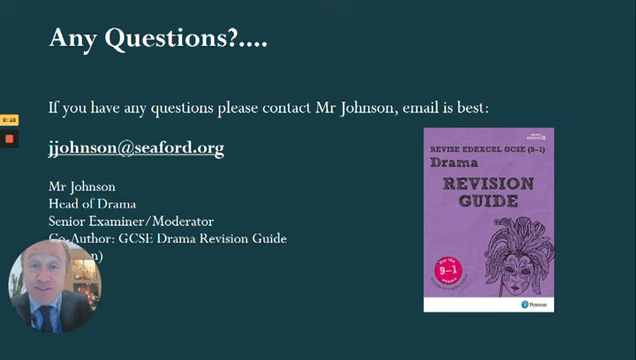 Any Questions?....
If you have any questions please contact Mr Johnson, email is best:
jjohnson@seaford.org
Mr Johnson
Head of Drama
Senior Examiner/Moderator
Co-Author: GCSE Drama Revision Guide
REVISE EDEXCEL GCSE (9-1)
Drama
REVISION
GUIDE
For the
9-1
Pearson